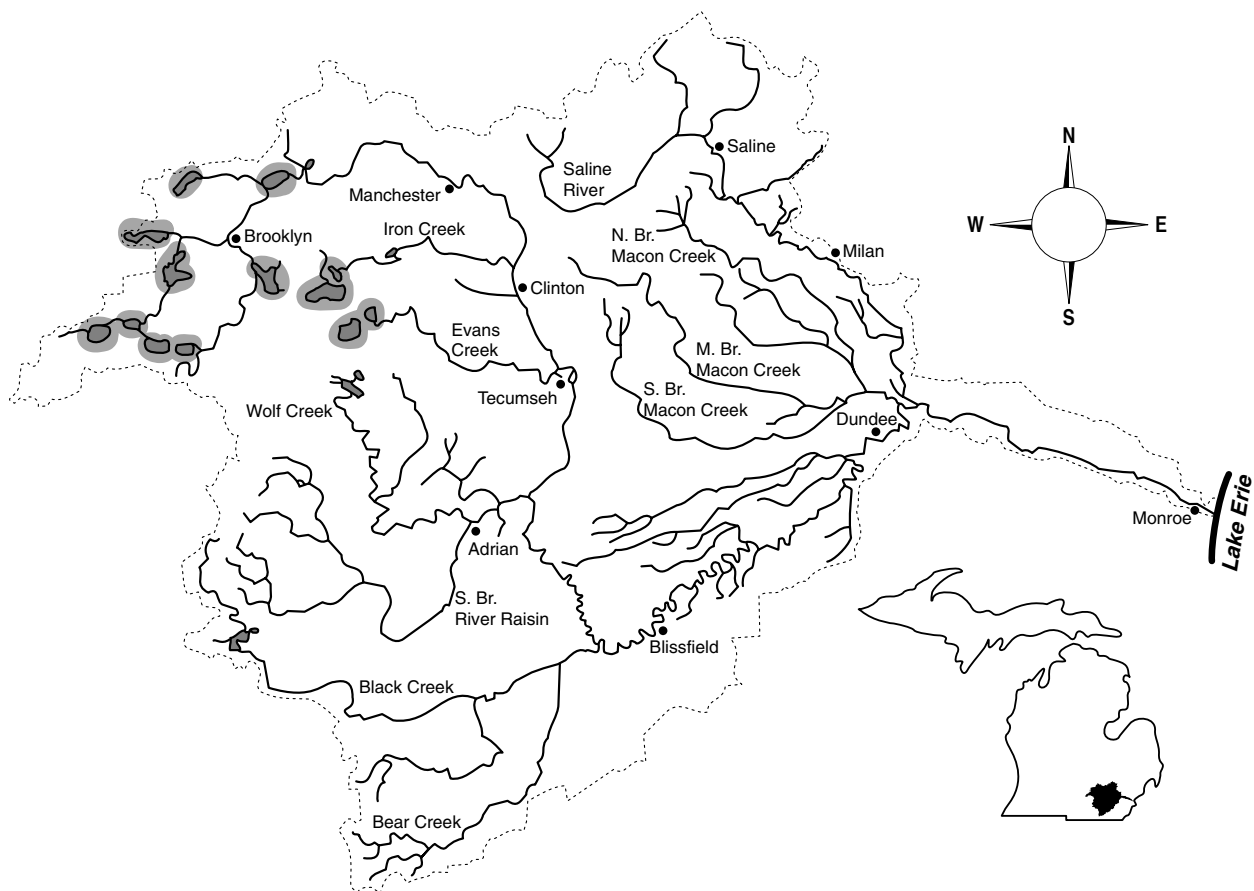 N
W
E
S
Saline
Saline
River
Manchester
Iron Creek
Brooklyn
N. Br.
Macon Creek
Milan
Clinton
Evans
Creek
M. Br.
Macon Creek
Tecumseh
S. Br.
Macon Creek
Wolf Creek
Dundee
Monroe
Lake Erie
Adrian
S. Br.
River Raisin
Blissfield
Black Creek
Bear Creek